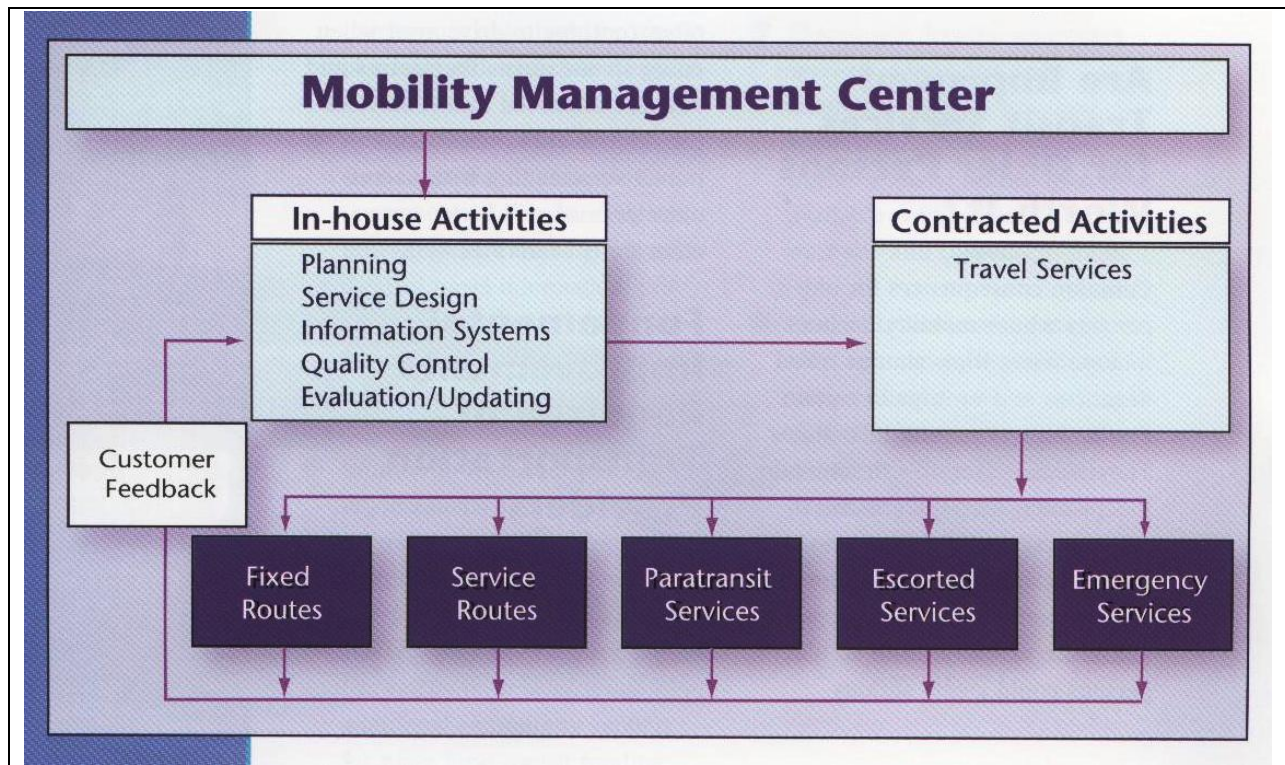 Mobility Management Center
In-house Activities
Planning
Service Design
Information Systems
Quality Control
Evaluation/Updating
Contracted Activities
Travel Services
Customer
Feedback
Fixed
Routes
Service
Routes
Paratransit
Services
Escorted
Services
Emergency
Services